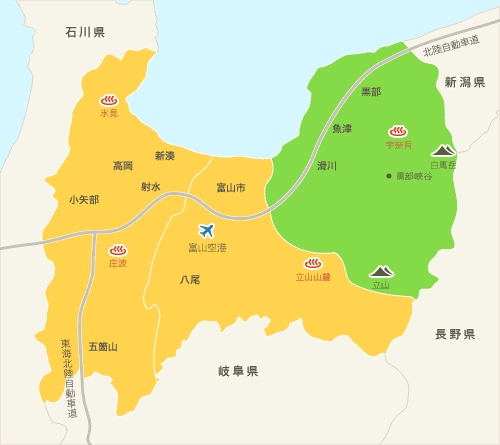 石川県
北陸自動車道
新潟県
黒部
氷見
魚津
宇奈月
新湊
白馬岳
高岡
滑川
黒部峡谷
射水
富山市
小矢部
富山空港
庄波
立山山麓
八尾
立山
長野県
五箇山
東海北陸自動車道
岐阜県